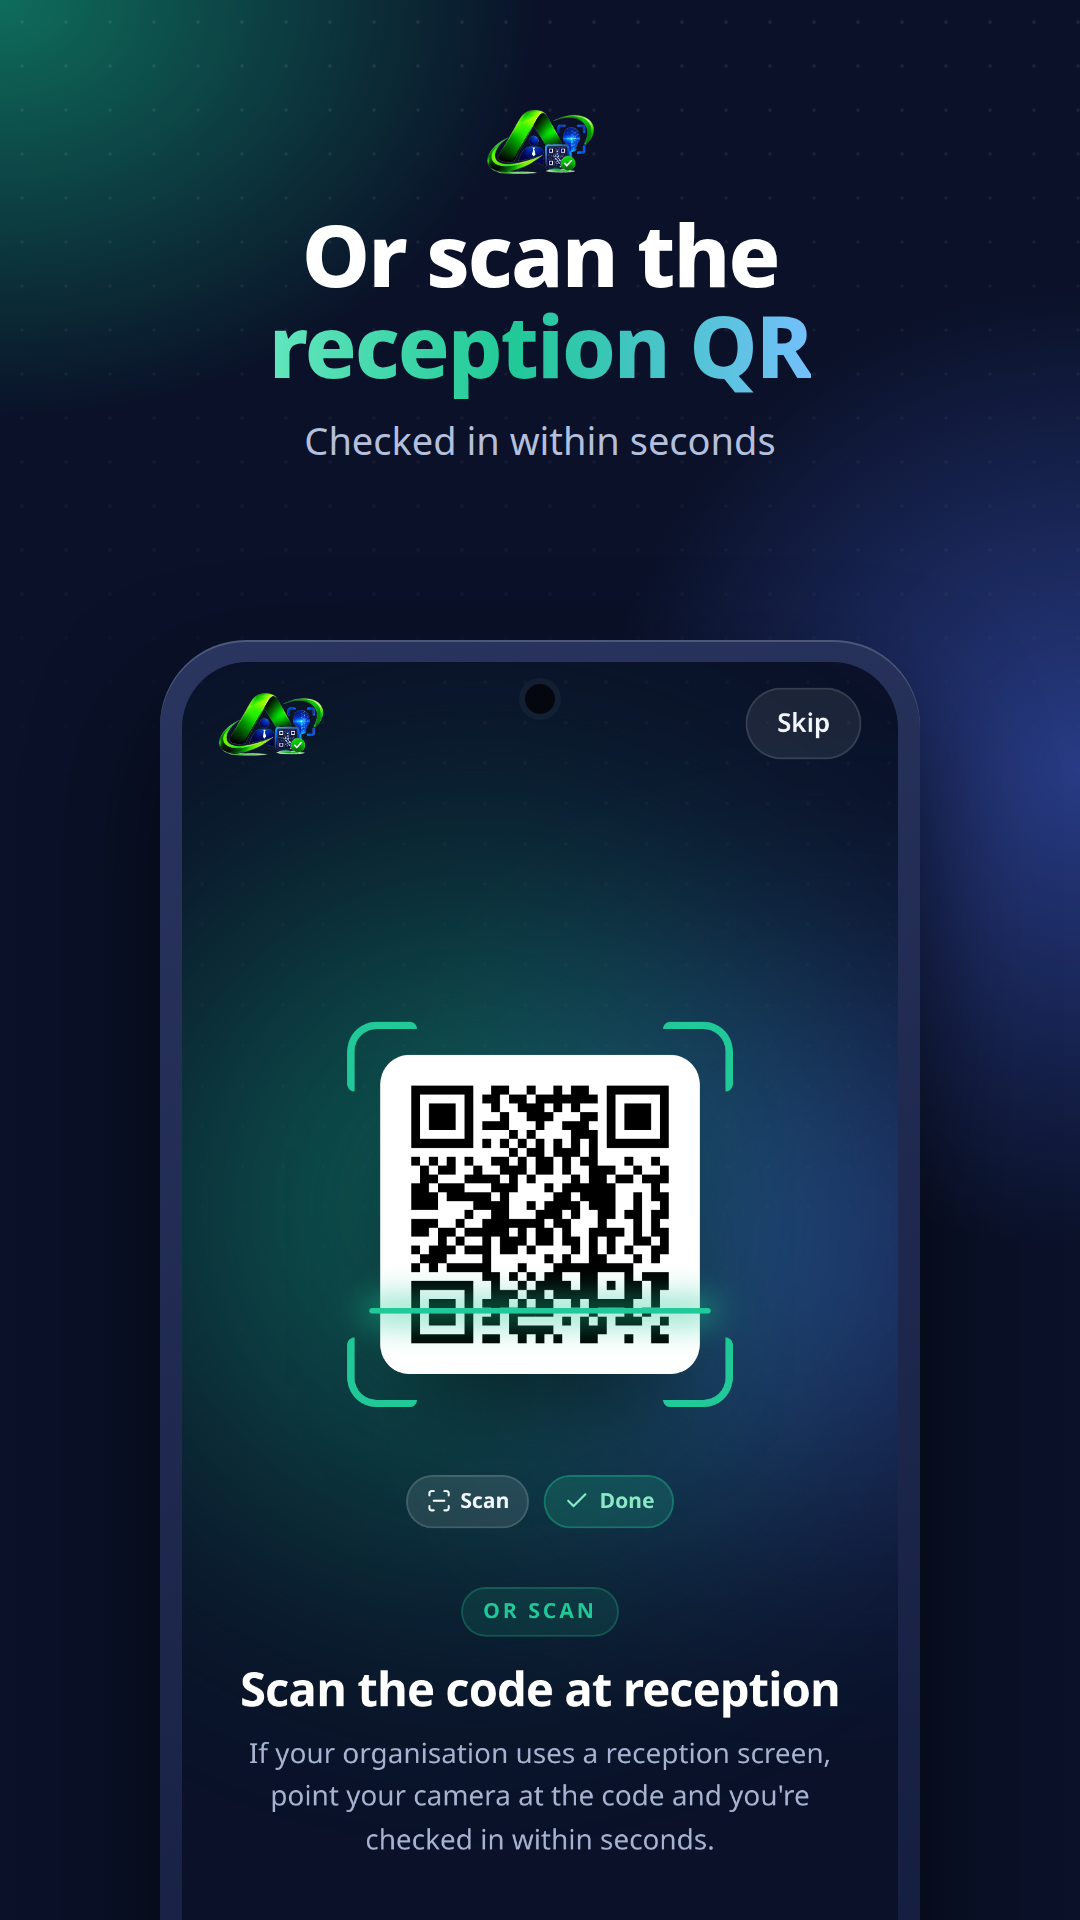 Or scan the
reception QR
Checked in within seconds
Skip
Scan
Done
OR SCAN
Scan the code at reception
If your organisation uses a reception screen,
point your camera at the code and you're
checked in within seconds.